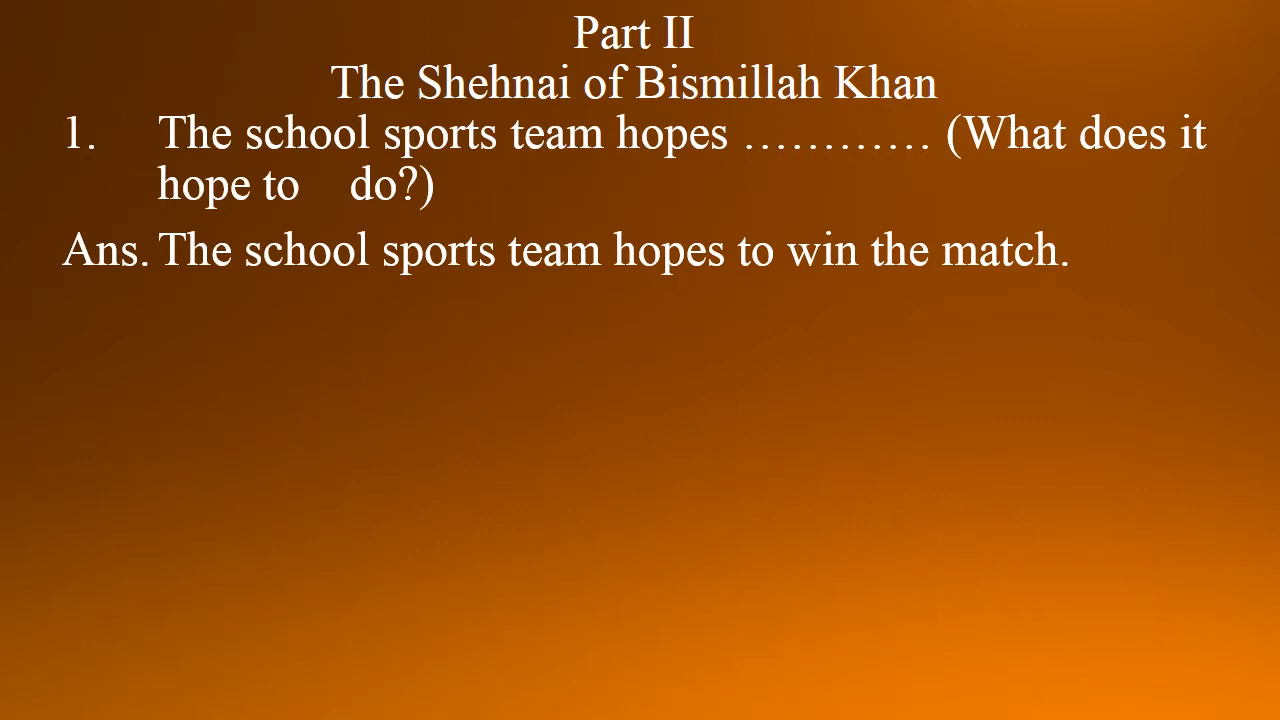 Part II
The Shehnai of Bismillah Khan
1. The school sports team hopes ………… (What does it
hope to do?)
Ans. The school sports team hopes to win the match.